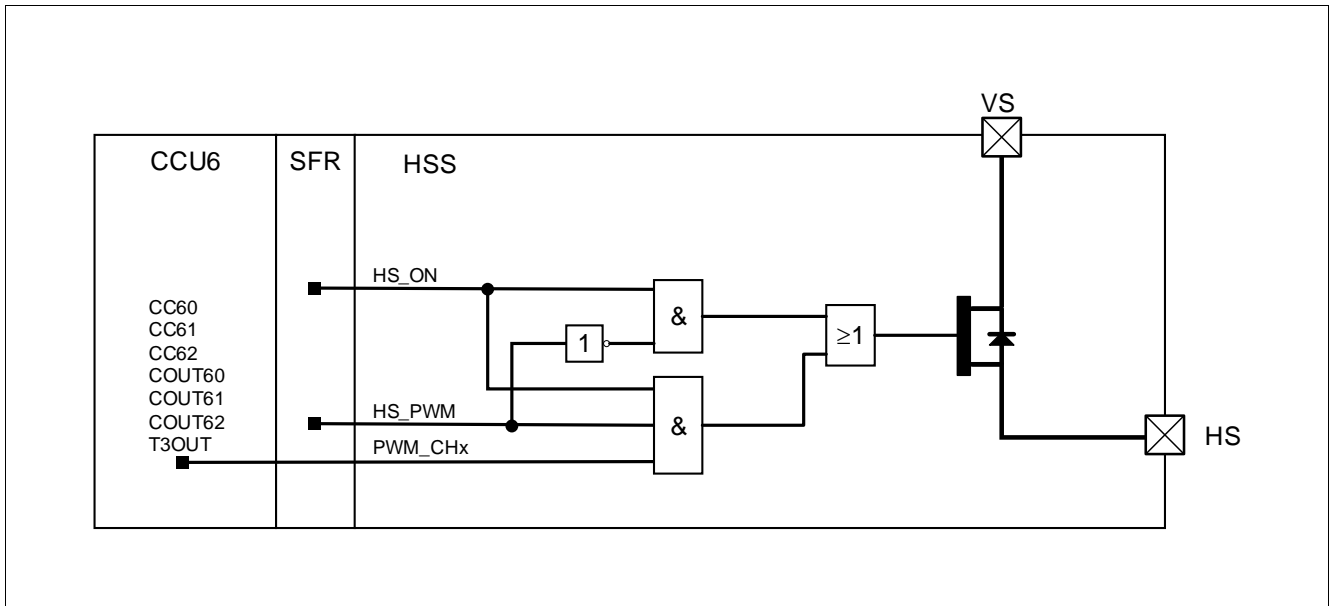 VS
CCU6
SFR
HSS
HS_ON
CC60
CC61
CC62
COUT60
COUT61
COUT62
T3OUT
HS_PWM
PWM_CHx
&
1
&
≥1
HS